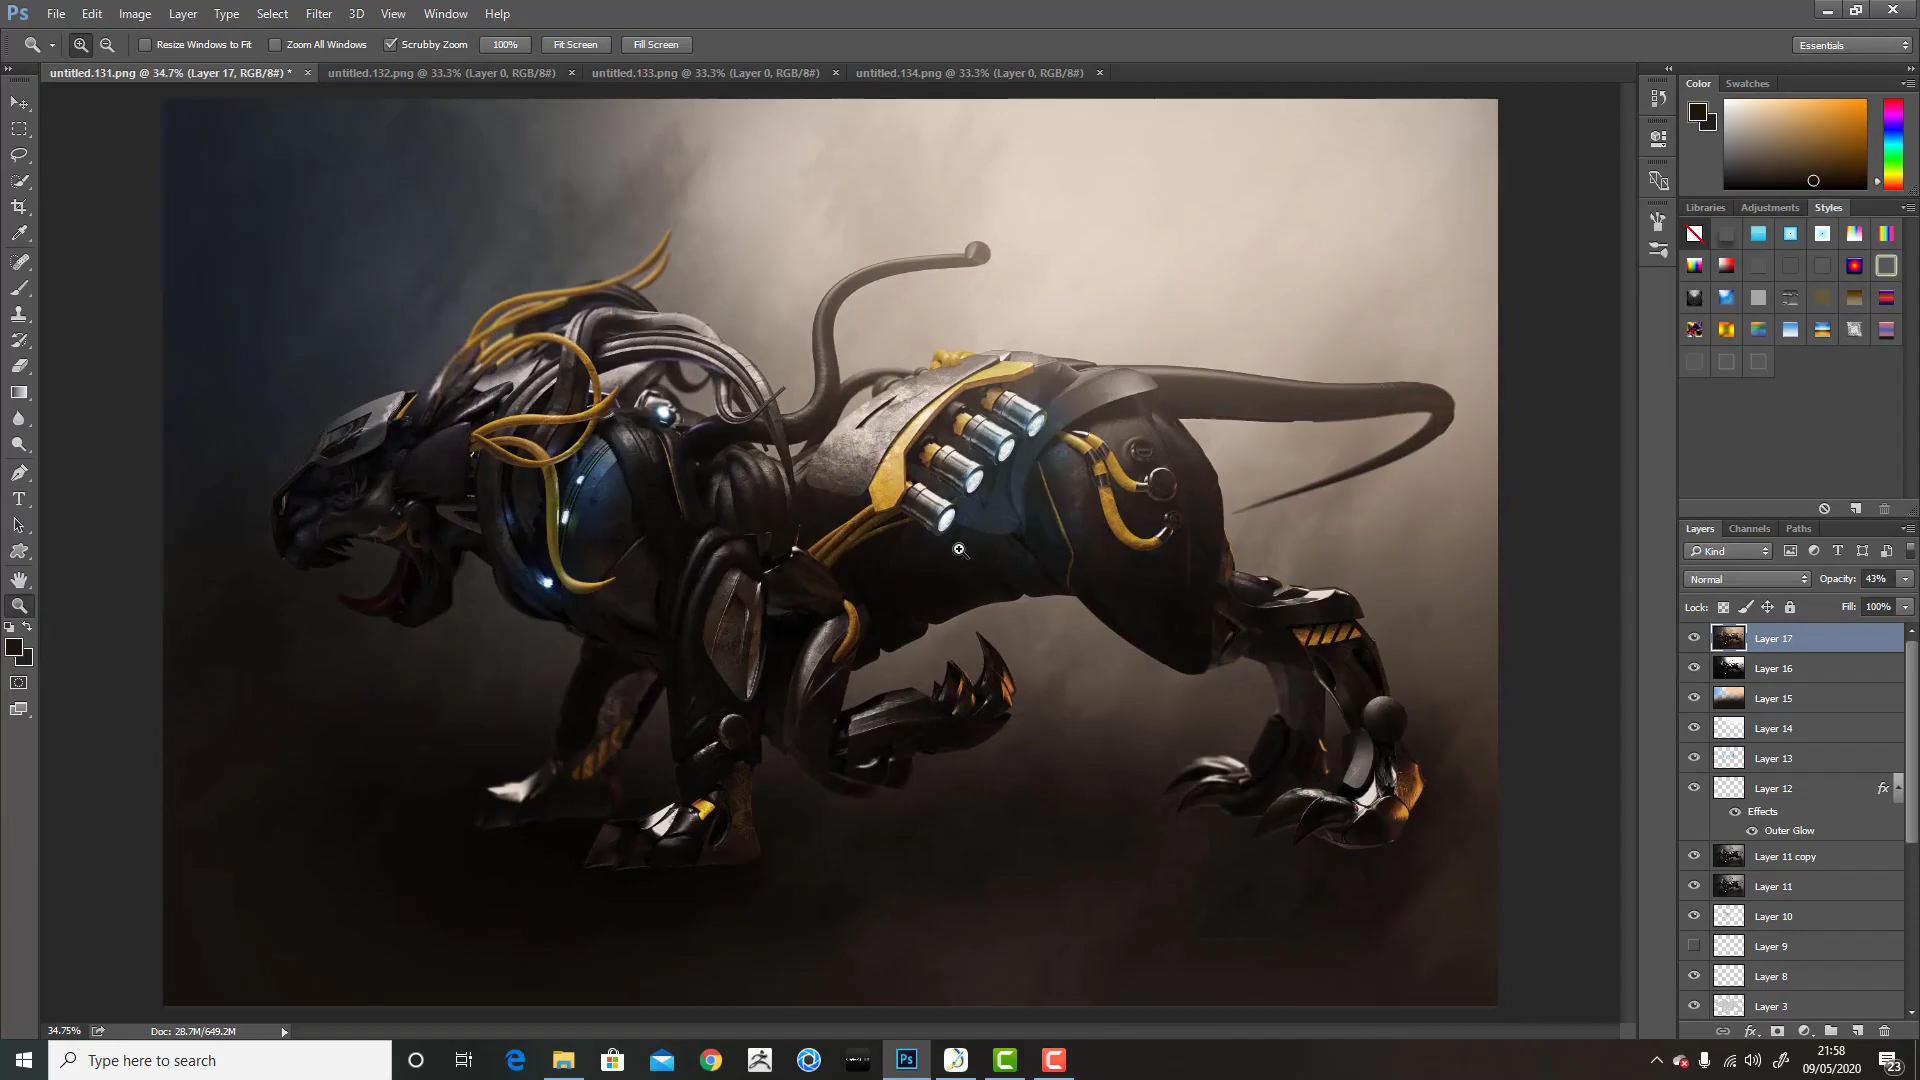 Ps File Edit Image Layer Type Select Filter 3D View Window Help
Resize Windows to Fit Zoom All Windows Scrubby Zoom 100% Fit Screen Fill Screen Essentials
untitled.131.png @ 34.7% (Layer 17, RGB/8#) * × untitled.132.png @ 33.3% (Layer 0, RGB/8#) × untitled.133.png @ 33.3% (Layer 0, RGB/8#) × untitled.134.png @ 33.3% (Layer 0, RGB/8#) ×
Color Swatches
Libraries Adjustments Styles
Layers Channels Paths
Kind
Normal Opacity: 43%
Lock: Fill: 100%
Layer 17
Layer 16
Layer 15
Layer 14
Layer 13
Layer 12 fx
Effects
Outer Glow
Layer 11 copy
Layer 11
Layer 10
Layer 9
Layer 8
Layer 3
34.75% Doc: 28.7M/649.2M
Type here to search
21:58
09/05/2020
23